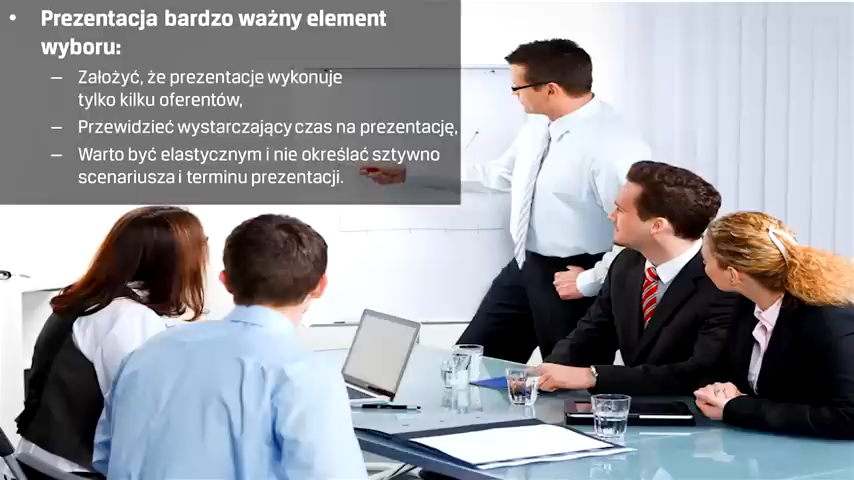 • Prezentacja bardzo ważny element
wyboru:
– Założyć, że prezentacje wykonuje
tylko kilku oferentów,
– Przewidzieć wystarczający czas na prezentację,
– Warto być elastycznym i nie określać sztywno
scenariusza i terminu prezentacji.